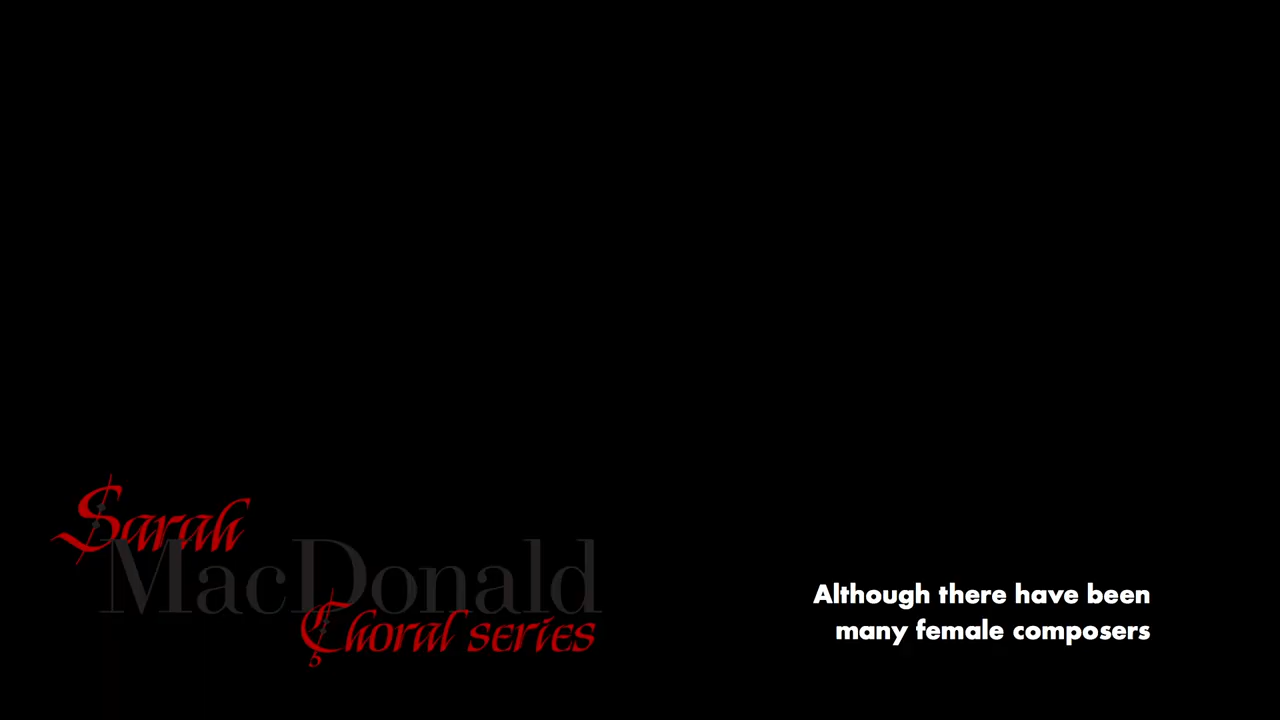 Sarah
MacDonald
Choral series
Although there have been
many female composers